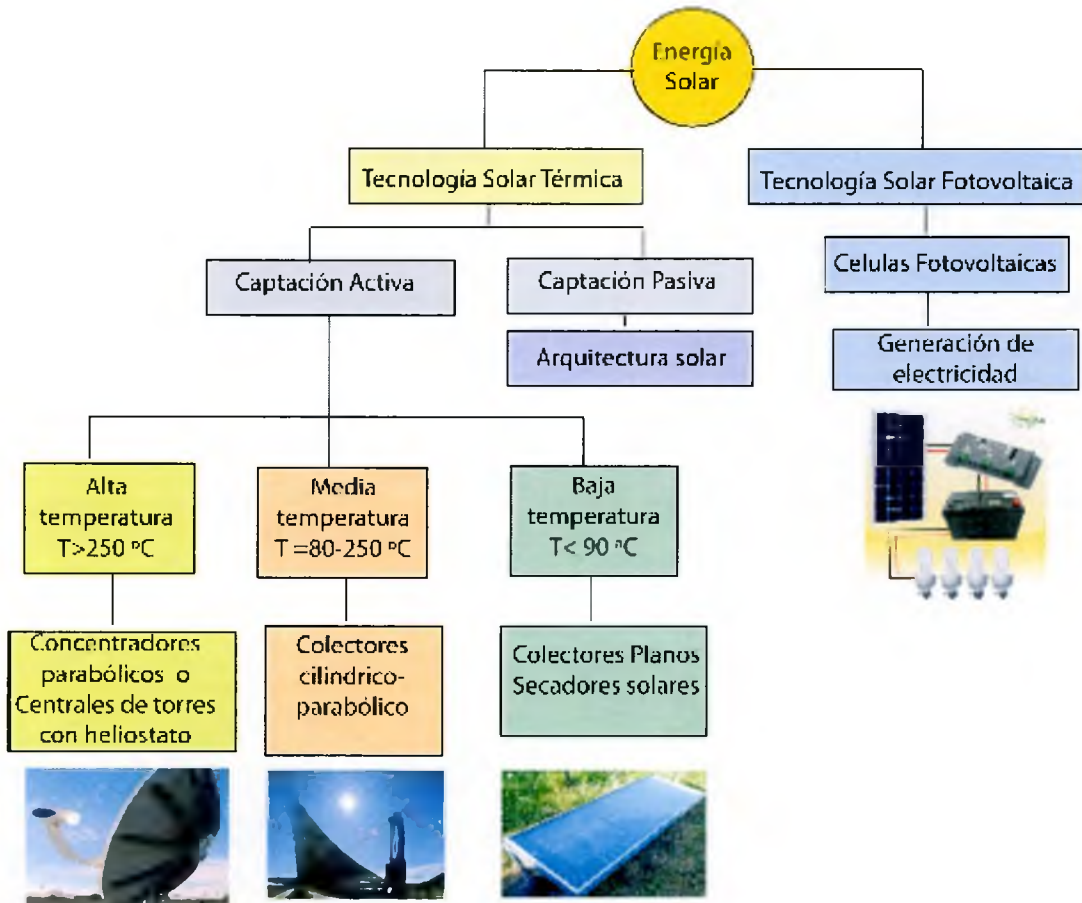 Energía
Solar
Tecnología Solar Térmica
Tecnología Solar Fotovoltaica
Captación Activa
Captación Pasiva
Celulas Fotovoltaicas
Arquitectura solar
Generación de
electricidad
Alta
temperatura
T>250 ºC
Media
temperatura
T =80-250 ºC
Baja
temperatura
T< 90 ºC
Concentradores
parabólicos o
Centrales de torres
con heliostato
Colectores
cilindrico-
parabólico
Colectores Planos
Secadores solares